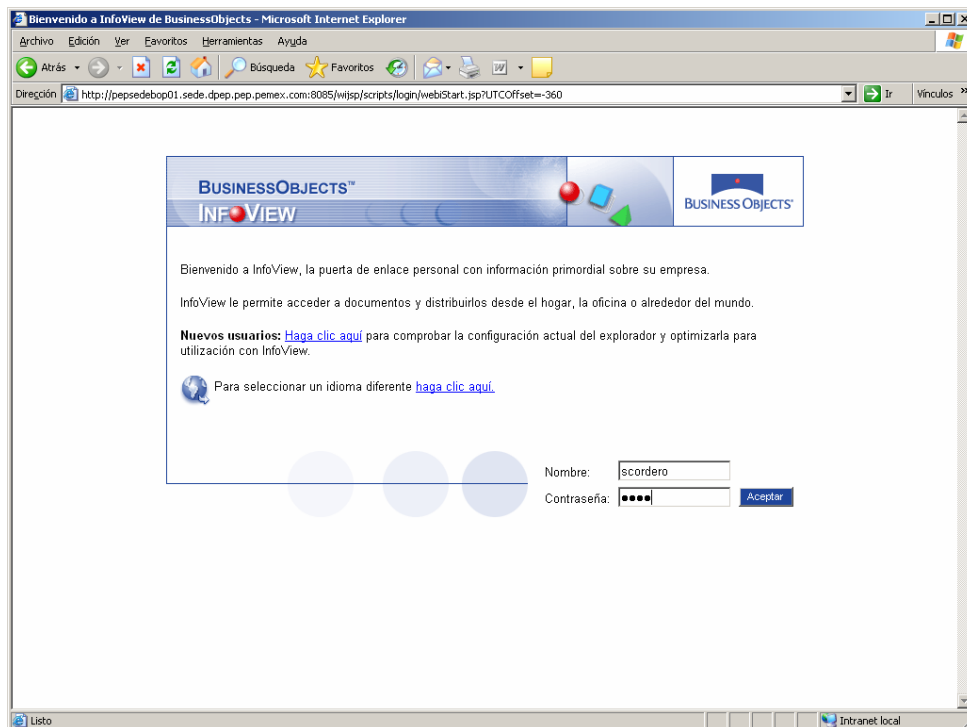 Bienvenido a InfoView de BusinessObjects - Microsoft Internet Explorer
Archivo Edición Ver Favoritos Herramientas Ayuda
Atrás Búsqueda Favoritos
Dirección http://pepsedebop01.sede.dpep.pep.pemex.com:8085/wijsp/scripts/login/webiStart.jsp?UTCOffset=-360 Ir Vínculos »
BUSINESSOBJECTS™
INFOVIEW
BUSINESS OBJECTS®
Bienvenido a InfoView, la puerta de enlace personal con información primordial sobre su empresa.
InfoView le permite acceder a documentos y distribuirlos desde el hogar, la oficina o alrededor del mundo.
Nuevos usuarios: Haga clic aquí para comprobar la configuración actual del explorador y optimizarla para
utilización con InfoView.
Para seleccionar un idioma diferente haga clic aquí.
Nombre: scordero
Contraseña: ●●●● Aceptar
Listo Intranet local